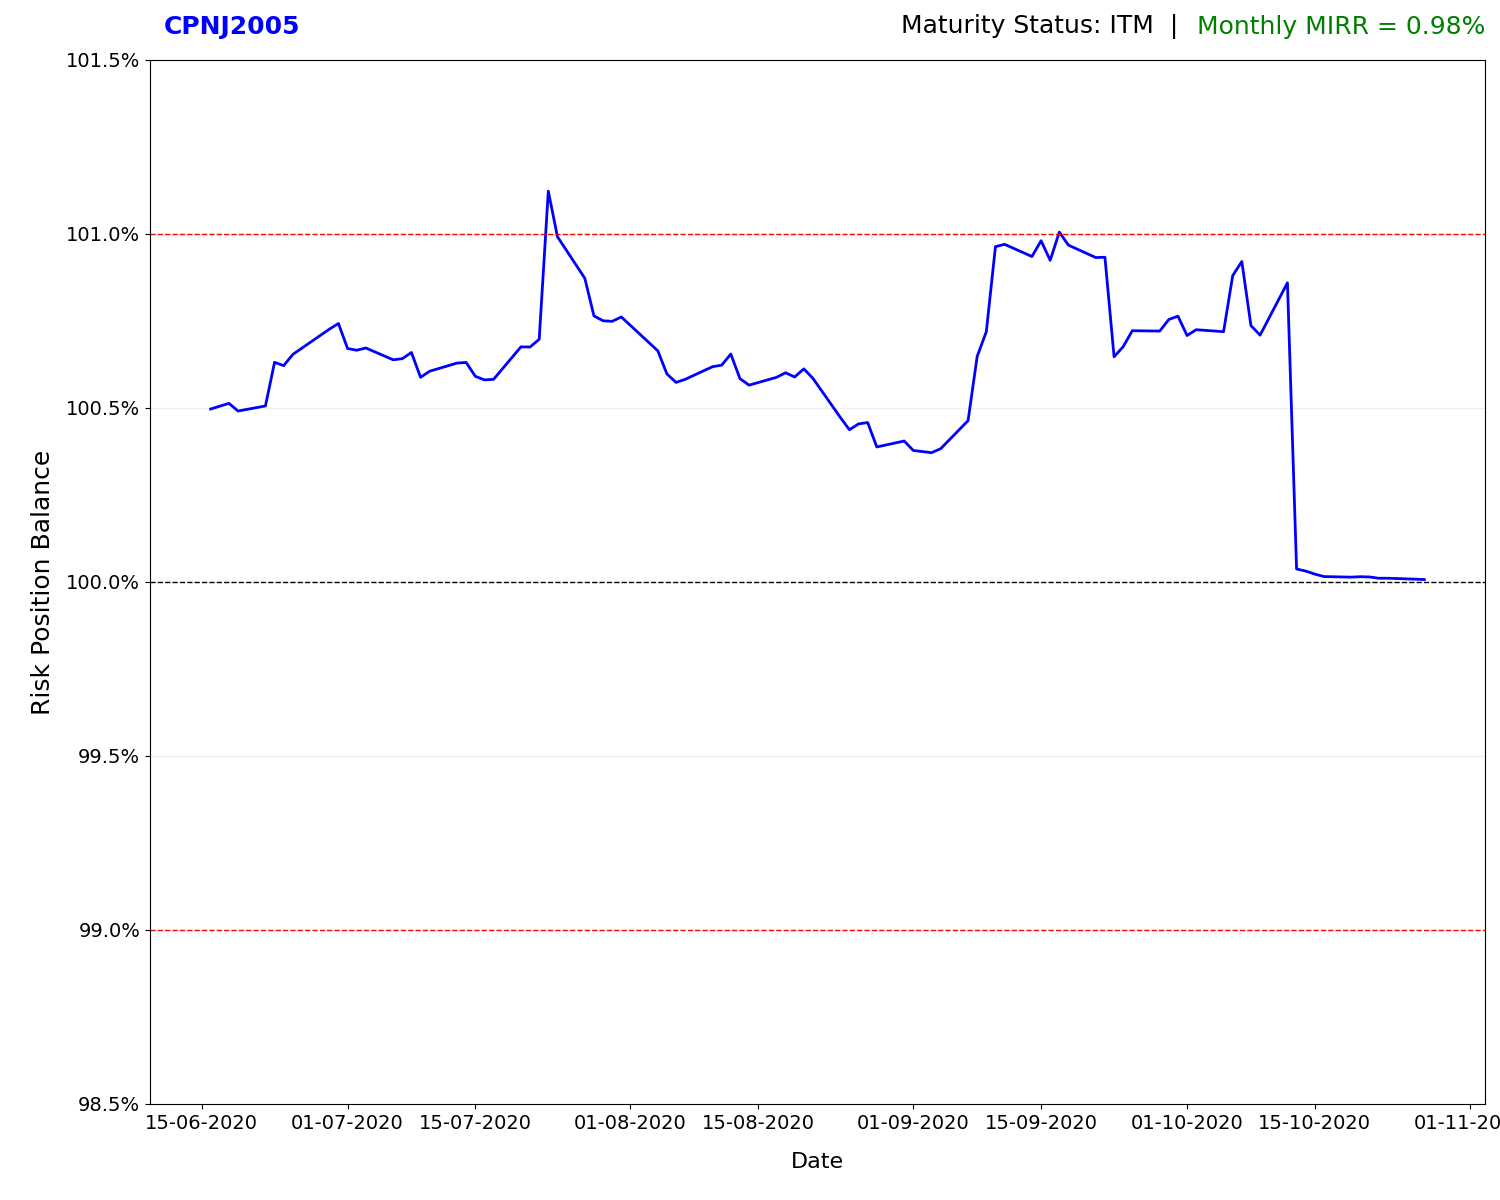 CPNJ2005
Maturity Status: ITM | Monthly MIRR = 0.98%
101.5%
101.0%
100.5%
100.0%
99.5%
99.0%
98.5%
Risk Position Balance
15-06-2020 01-07-2020 15-07-2020 01-08-2020 15-08-2020 01-09-2020 15-09-2020 01-10-2020 15-10-2020 01-11-20
Date